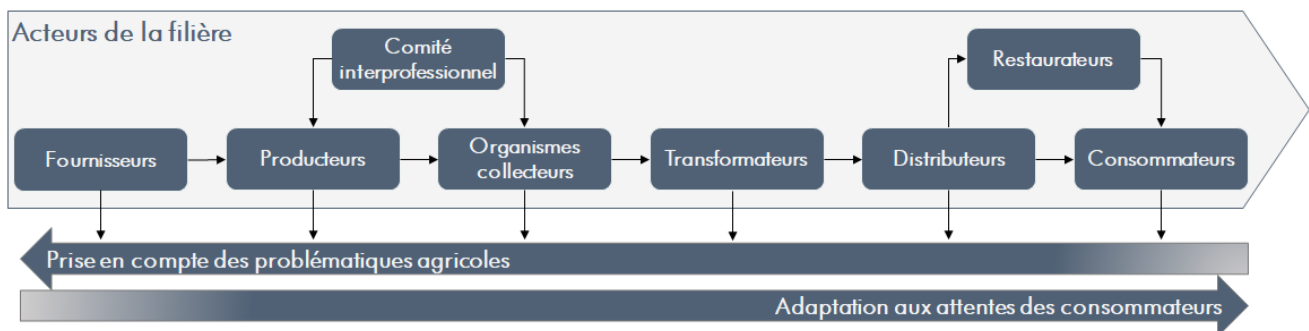 Acteurs de la filière
Comité
interprofessionnel
Restaurateurs
Fournisseurs
Producteurs
Organismes
collecteurs
Transformateurs
Distributeurs
Consommateurs
Prise en compte des problématiques agricoles
Adaptation aux attentes des consommateurs